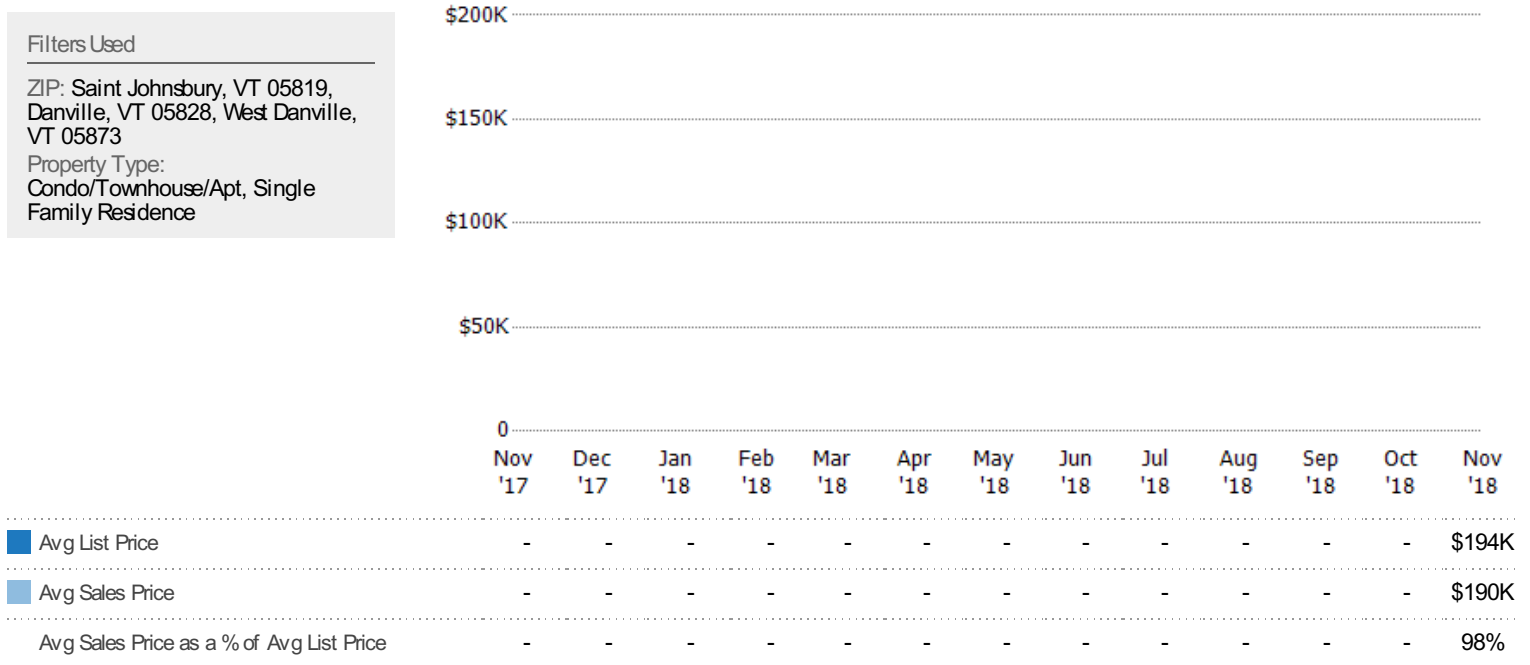 Filters Used
ZIP: Saint Johnsbury, VT 05819,
Danville, VT 05828, West Danville,
VT 05873
Property Type:
Condo/Townhouse/Apt, Single
Family Residence
$200K
$150K
$100K
$50K
0
Nov Dec Jan Feb Mar Apr May Jun Jul Aug Sep Oct Nov
'17 '17 '18 '18 '18 '18 '18 '18 '18 '18 '18 '18 '18
Avg List Price - - - - - - - - - - - - $194K
Avg Sales Price - - - - - - - - - - - - $190K
Avg Sales Price as a % of Avg List Price - - - - - - - - - - - - 98%